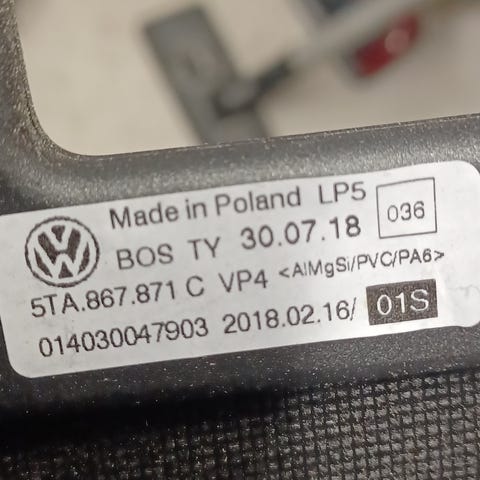 Made in Poland LP5
036
BOS TY 30.07.18
5TA.867.871 C VP4 <AlMgSi/PVC/PA6>
014030047903 2018.02.16/ 01S